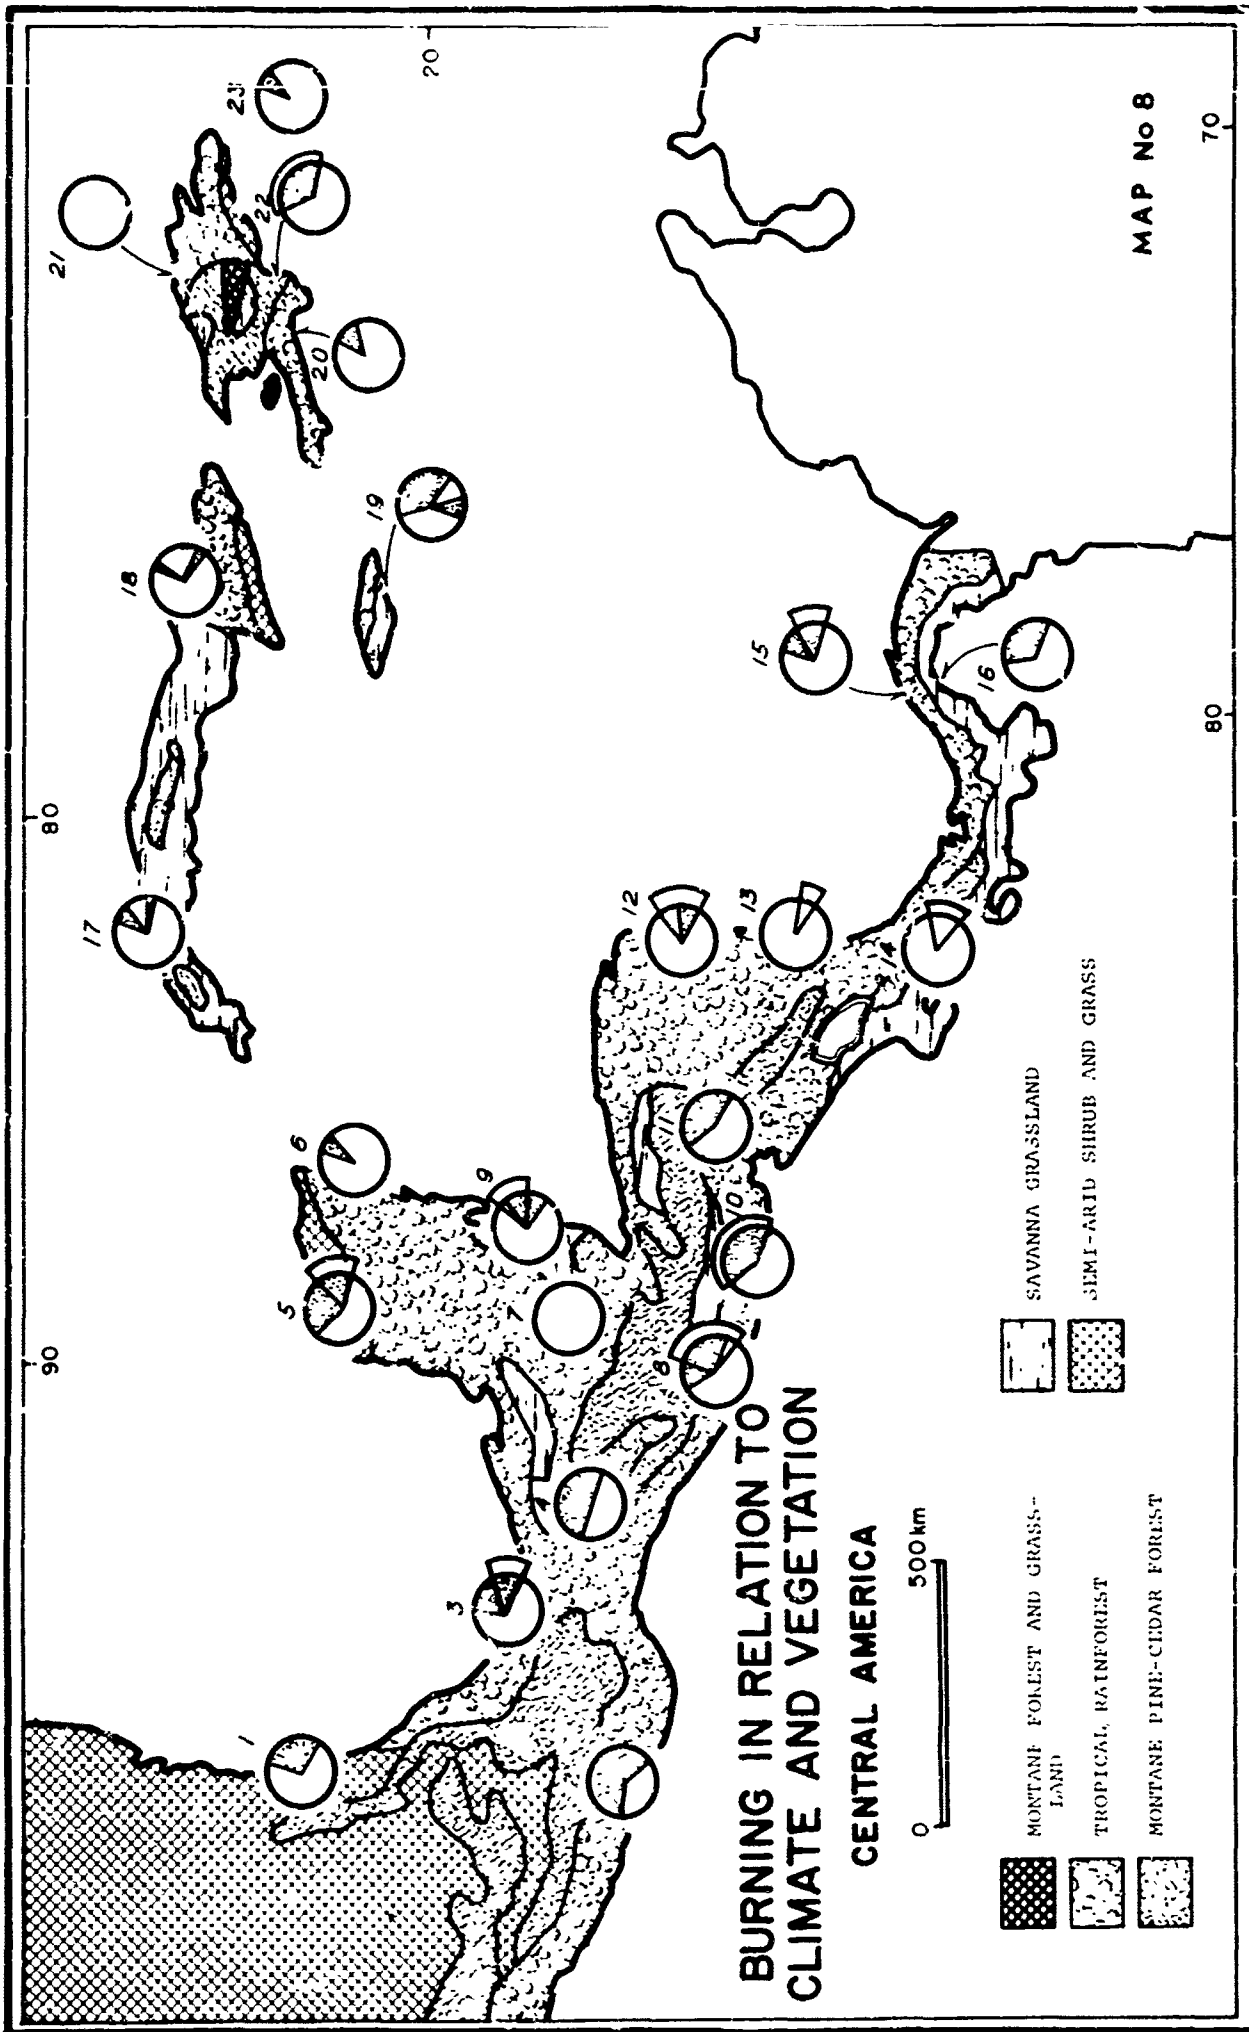 BURNING IN RELATION TO
CLIMATE AND VEGETATION
CENTRAL AMERICA
0 500km
MONTANE FOREST AND GRASS-
LAND
TROPICAL RAINFOREST
MONTANE PINE-CEDAR FOREST
SAVANNA GRASSLAND
SEMI-ARID SHRUB AND GRASS
MAP No 8
90
80
20
80
70
1
3
4
5
6
7
8
9
10
11
12
13
14
15
16
17
18
19
20
21
22
23